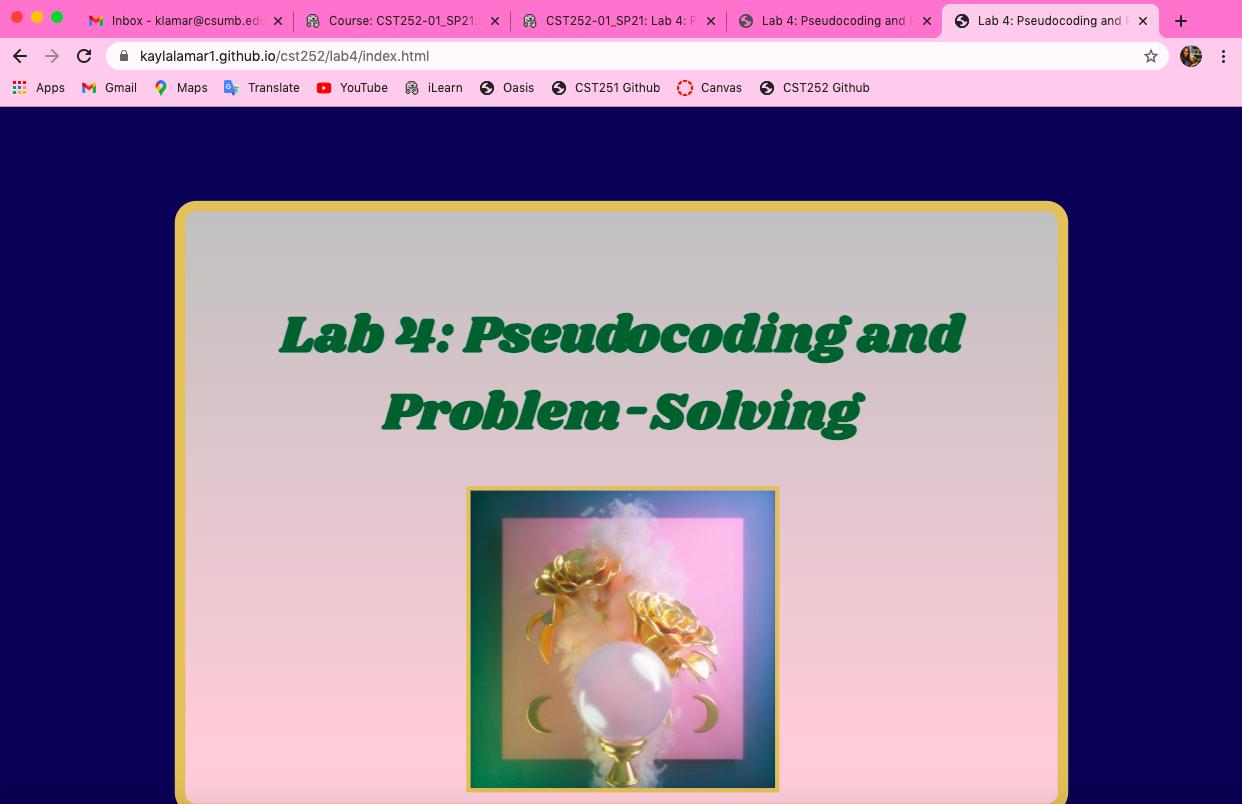 Inbox - klamar@csumb.edu
Course: CST252-01_SP21:
CST252-01_SP21: Lab 4: P
Lab 4: Pseudocoding and
Lab 4: Pseudocoding and
kaylalamar1.github.io/cst252/lab4/index.html
Apps Gmail Maps Translate YouTube iLearn Oasis CST251 Github Canvas CST252 Github
Lab 4: Pseudocoding and
Problem-Solving